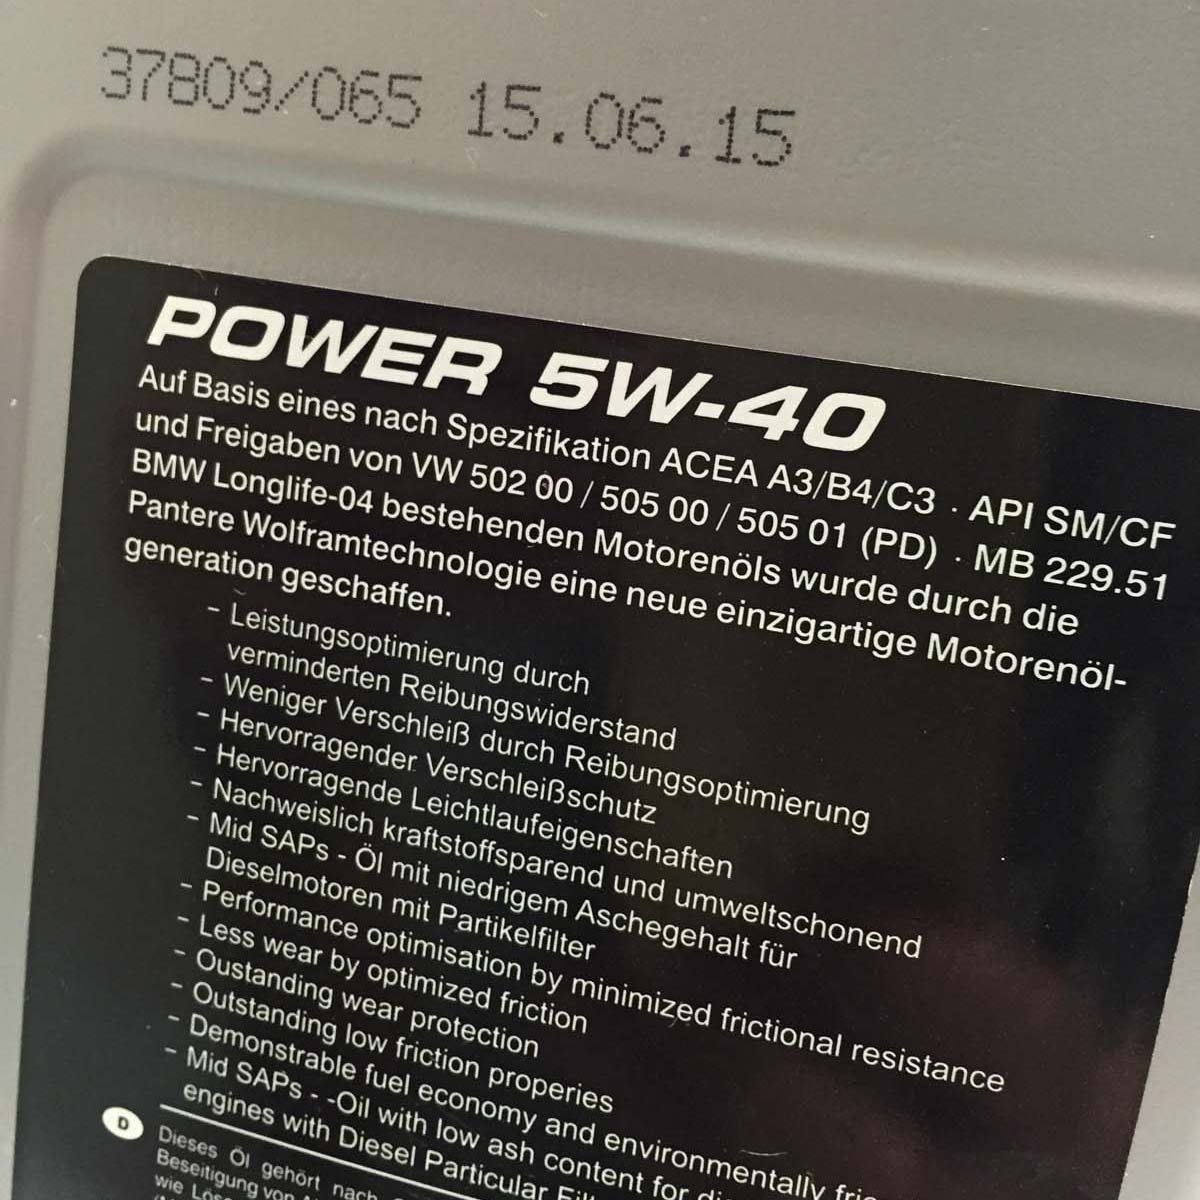 37809/065 15.06.15
POWER 5W-40
Auf Basis eines nach Spezifikation ACEA A3/B4/C3 · API SM/CF
und Freigaben von VW 502 00 / 505 00 / 505 01 (PD) · MB 229.51
BMW Longlife-04 bestehenden Motorenöls wurde durch die
Pantere Wolframtechnologie eine neue einzigartige Motorenöl-
generation geschaffen.
- Leistungsoptimierung durch
verminderten Reibungswiderstand
- Weniger Verschleiß durch Reibungsoptimierung
- Hervorragender Verschleißschutz
- Hervorragende Leichtlaufeigenschaften
- Nachweislich kraftstoffsparend und umweltschonend
- Mid SAPs - Öl mit niedrigem Aschegehalt für
Dieselmotoren mit Partikelfilter
- Performance optimisation by minimized frictional resistance
- Less wear by optimized friction
- Oustanding wear protection
- Outstanding low friction properies
- Demonstrable fuel economy and environmentally
- Mid SAPs - -Oil with low ash content for
engines with Diesel Particular
D
Dieses Öl gehört nach
Beseitigung von
wie